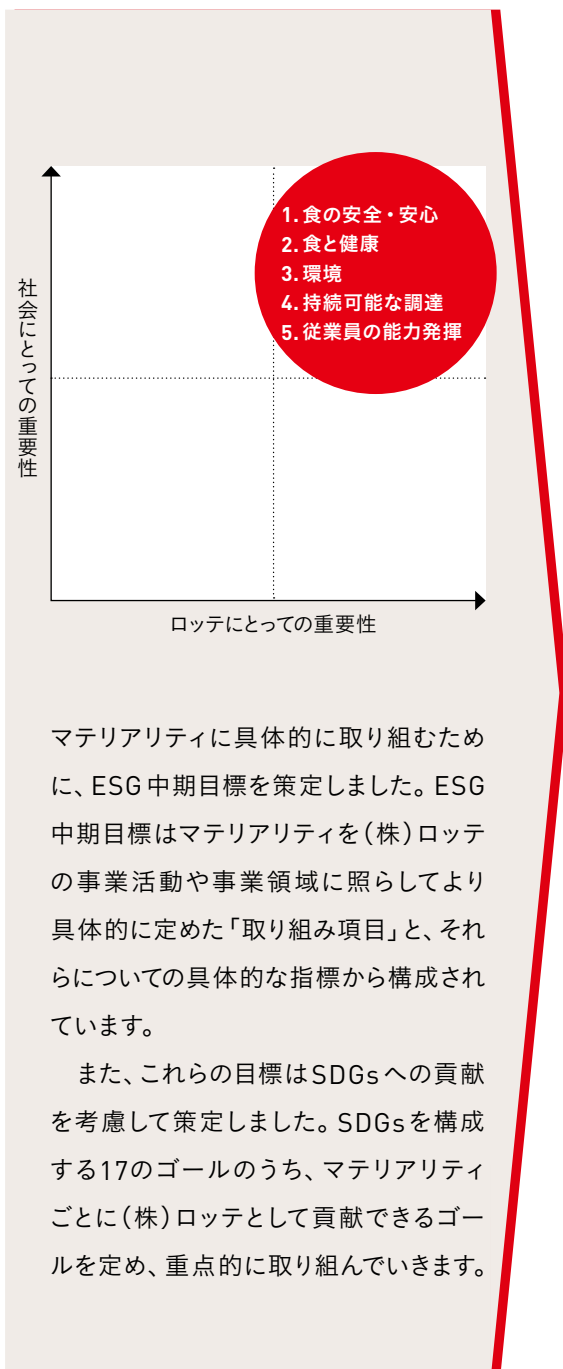 1. 食の安全・安心
2. 食と健康
3. 環境
4. 持続可能な調達
5. 従業員の能力発揮
社会にとっての重要性
ロッテにとっての重要性
マテリアリティに具体的に取り組むため
に、ESG中期目標を策定しました。ESG
中期目標はマテリアリティを(株)ロッテ
の事業活動や事業領域に照らしてより
具体的に定めた「取り組み項目」と、それ
らについての具体的な指標から構成され
ています。
また、これらの目標はSDGsへの貢献
を考慮して策定しました。SDGsを構成
する17のゴールのうち、マテリアリティ
ごとに(株)ロッテとして貢献できるゴー
ルを定め、重点的に取り組んでいきます。